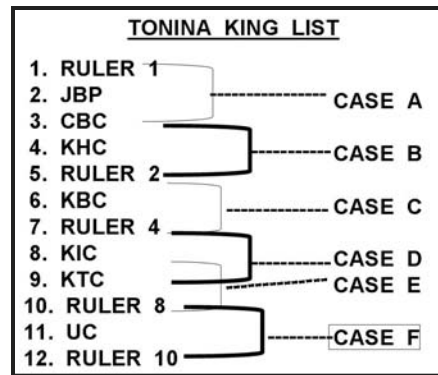 TONINA KING LIST
1. RULER 1
2. JBP
3. CBC
4. KHC
5. RULER 2
6. KBC
7. RULER 4
8. KIC
9. KTC
10. RULER 8
11. UC
12. RULER 10
CASE A
CASE B
CASE C
CASE D
CASE E
CASE F